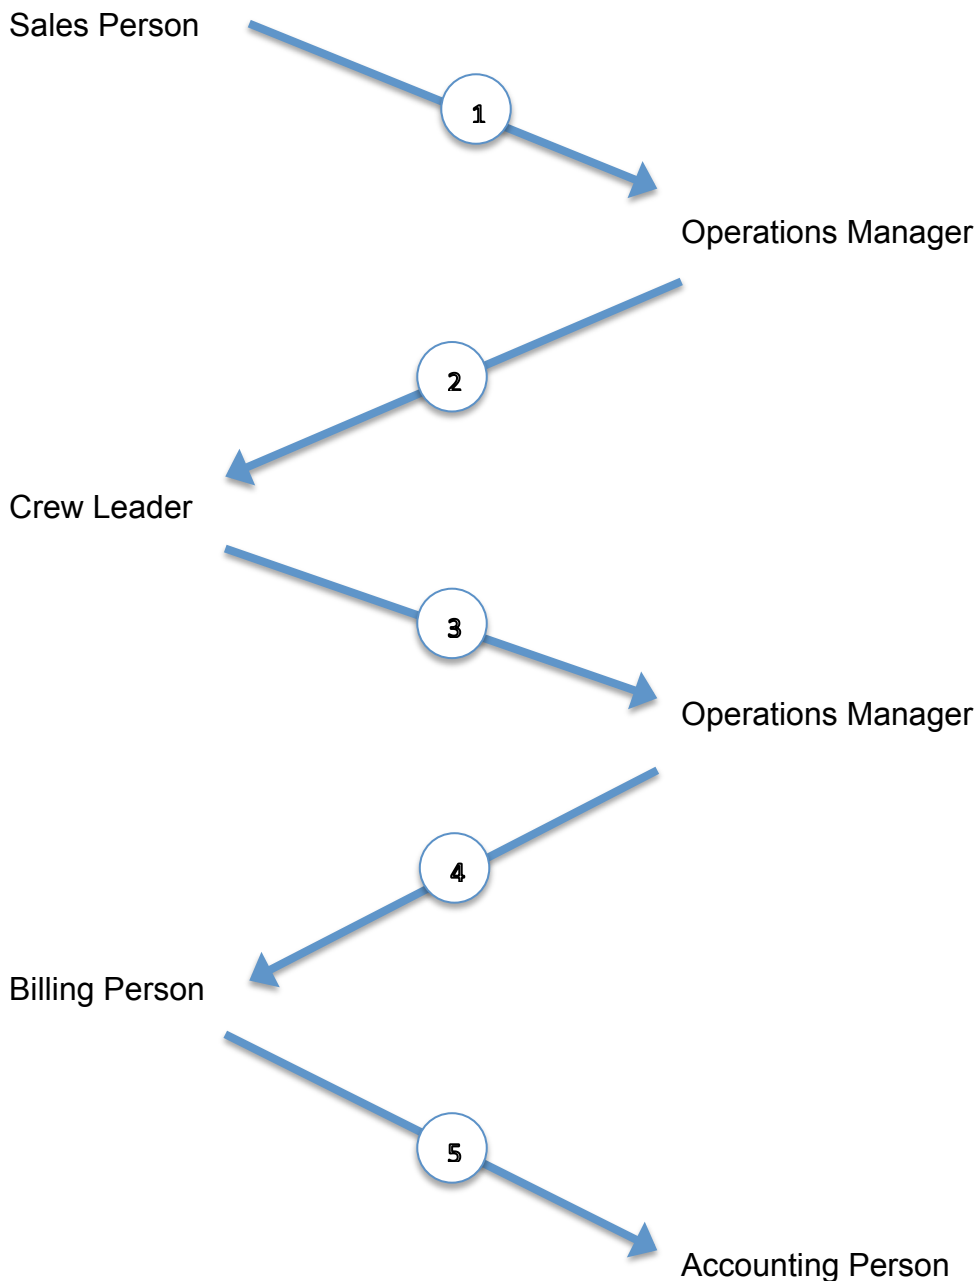 Sales Person
1
Operations Manager
2
Crew Leader
3
Operations Manager
4
Billing Person
5
Accounting Person